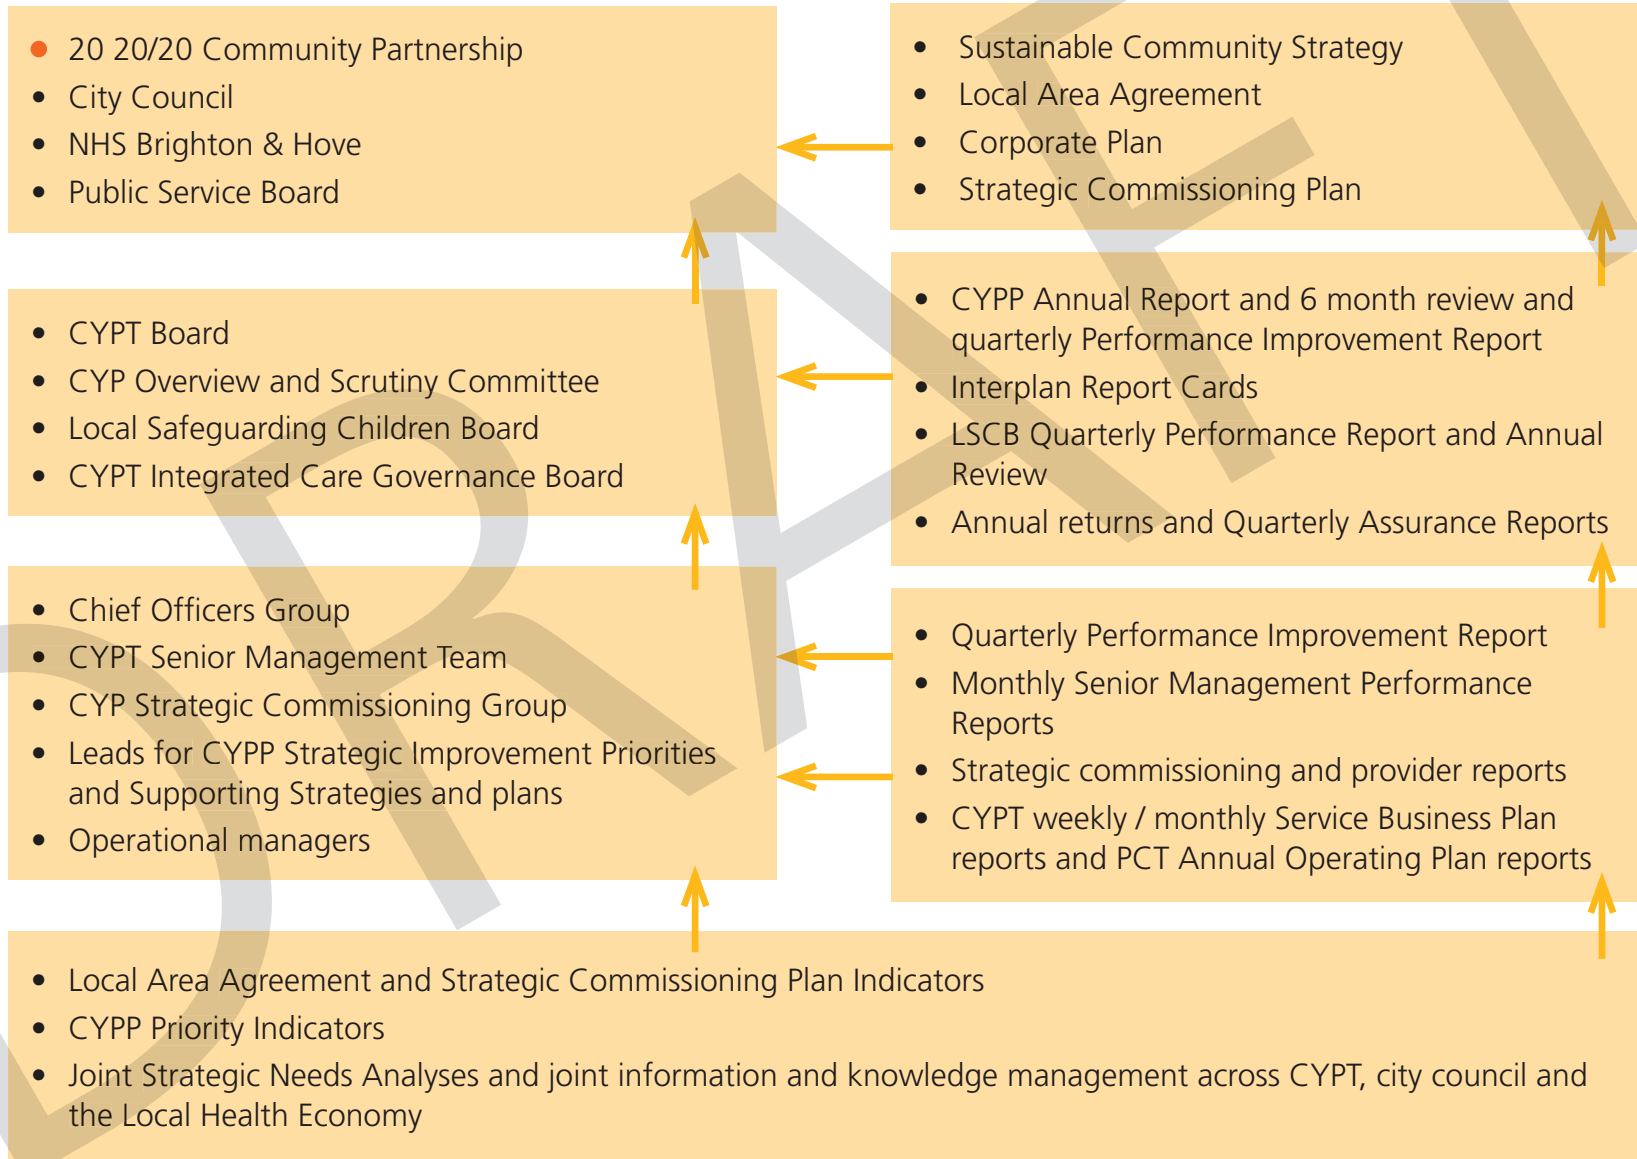 • 20 20/20 Community Partnership
• City Council
• NHS Brighton & Hove
• Public Service Board
• Sustainable Community Strategy
• Local Area Agreement
• Corporate Plan
• Strategic Commissioning Plan
• CYPT Board
• CYP Overview and Scrutiny Committee
• Local Safeguarding Children Board
• CYPT Integrated Care Governance Board
• CYPP Annual Report and 6 month review and
quarterly Performance Improvement Report
• Interplan Report Cards
• LSCB Quarterly Performance Report and Annual
Review
• Annual returns and Quarterly Assurance Reports
• Chief Officers Group
• CYPT Senior Management Team
• CYP Strategic Commissioning Group
• Leads for CYPP Strategic Improvement Priorities
and Supporting Strategies and plans
• Operational managers
• Quarterly Performance Improvement Report
• Monthly Senior Management Performance
Reports
• Strategic commissioning and provider reports
• CYPT weekly / monthly Service Business Plan
reports and PCT Annual Operating Plan reports
• Local Area Agreement and Strategic Commissioning Plan Indicators
• CYPP Priority Indicators
• Joint Strategic Needs Analyses and joint information and knowledge management across CYPT, city council and
the Local Health Economy
DRAFT